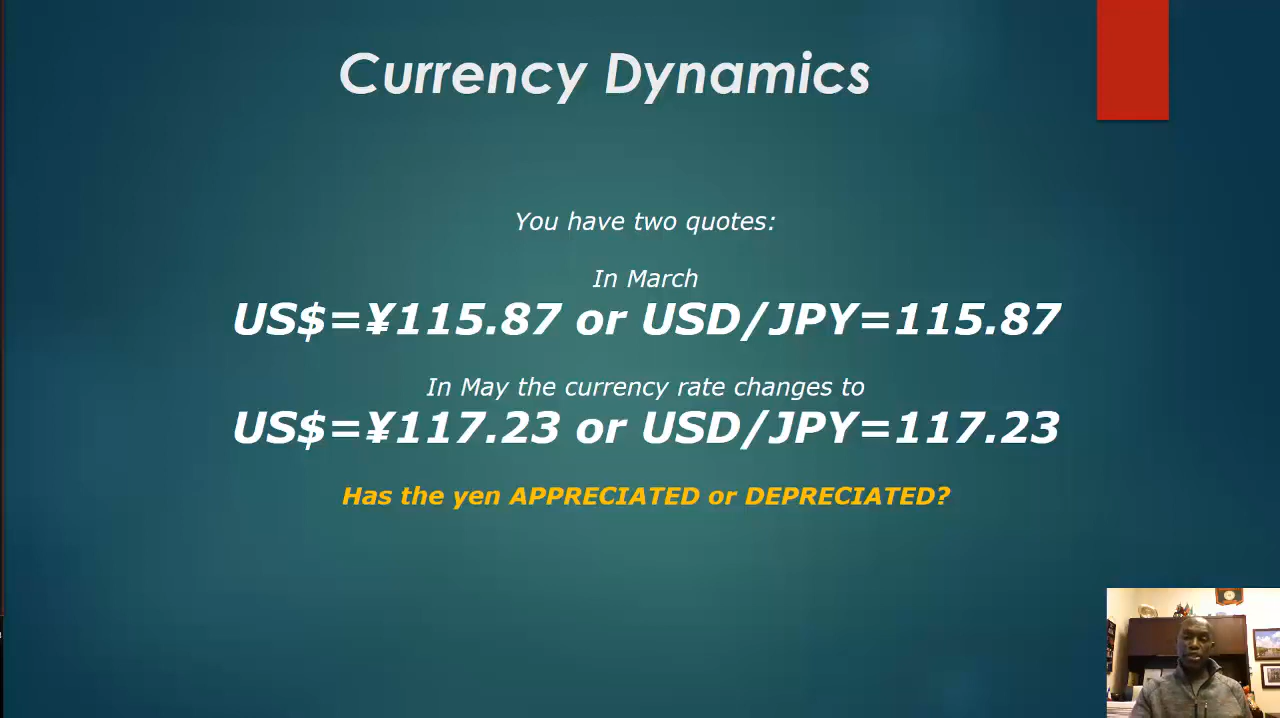 Currency Dynamics
You have two quotes:
In March
US$=¥115.87 or USD/JPY=115.87
In May the currency rate changes to
US$=¥117.23 or USD/JPY=117.23
Has the yen APPRECIATED or DEPRECIATED?